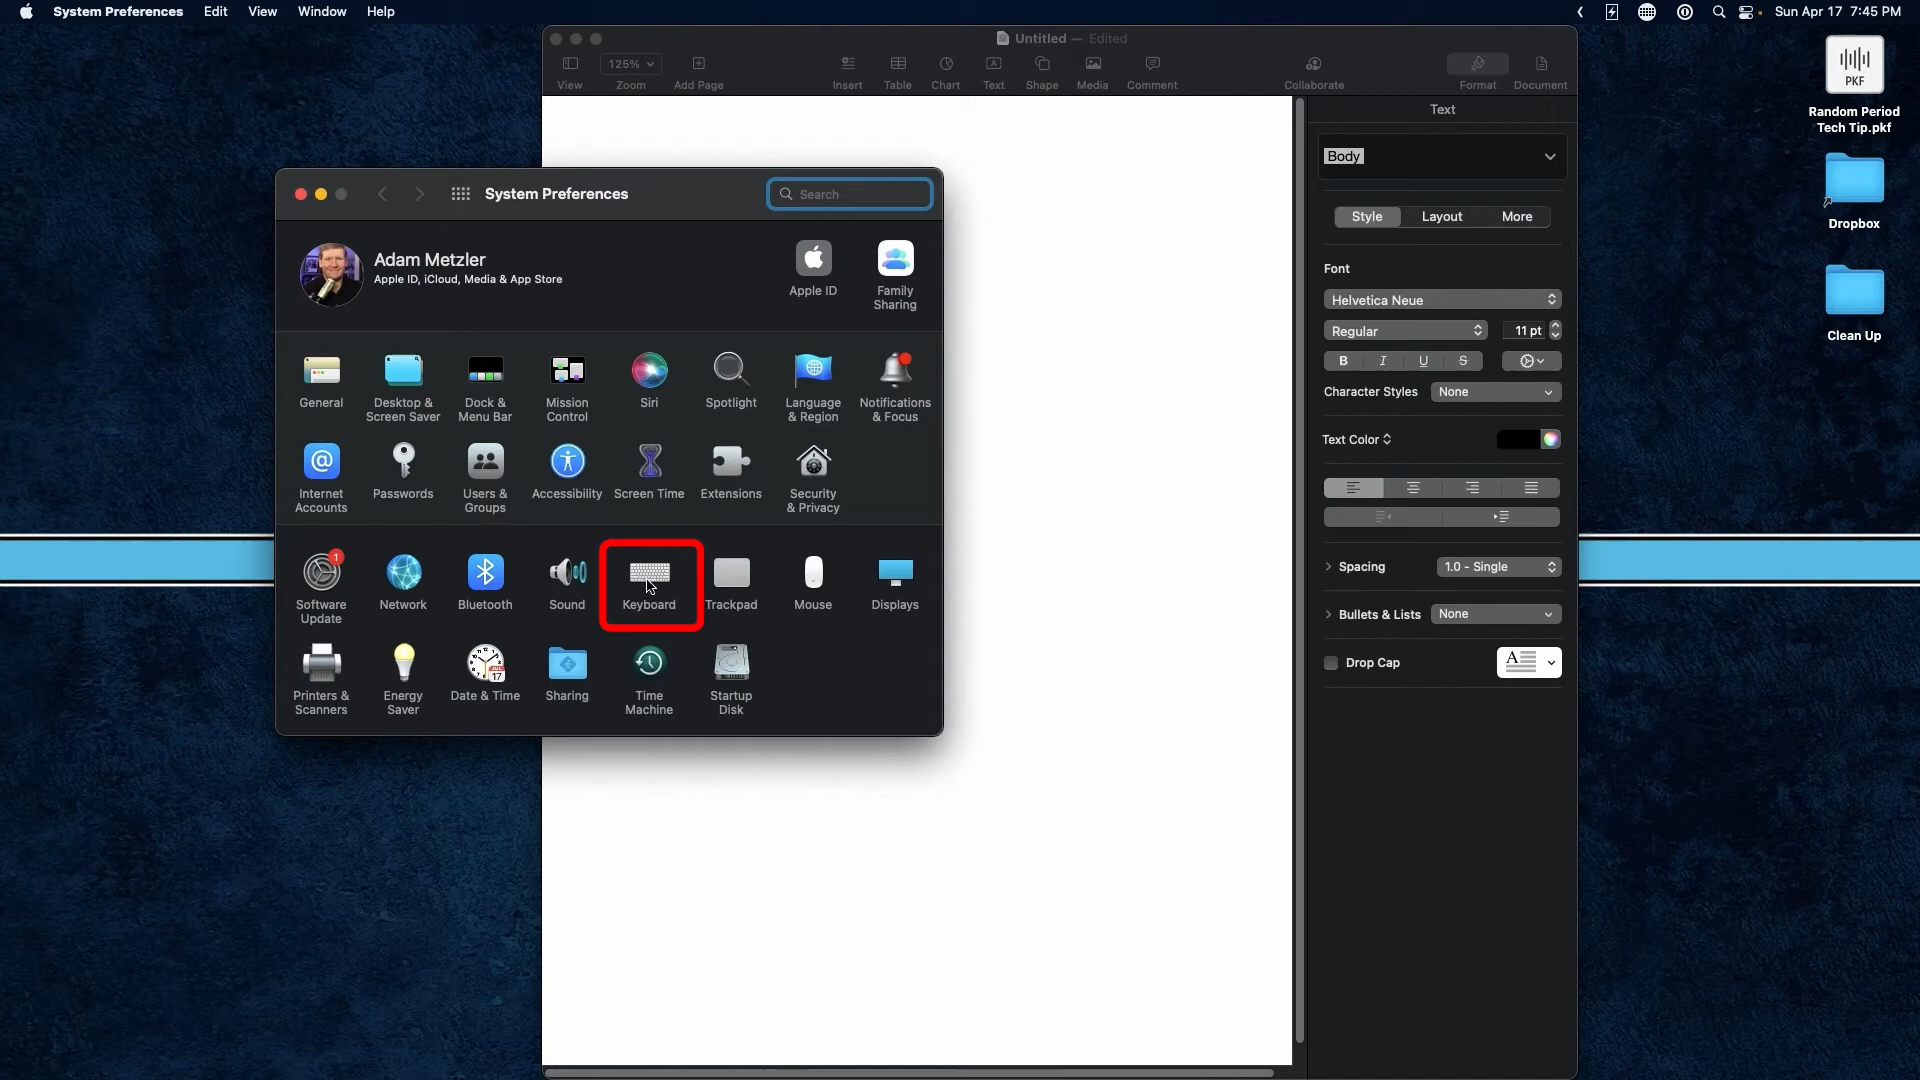 System Preferences Edit View Window Help
Sun Apr 17 7:45 PM
Untitled — Edited
125%
View Zoom Add Page Insert Table Chart Text Shape Media Comment Collaborate Format Document
PKF
Random Period
Tech Tip.pkf
Dropbox
Clean Up
System Preferences
Search
Adam Metzler
Apple ID, iCloud, Media & App Store
Apple ID
Family
Sharing
General
Desktop &
Screen Saver
Dock &
Menu Bar
Mission
Control
Siri
Spotlight
Language
& Region
Notifications
& Focus
Internet
Accounts
Passwords
Users &
Groups
Accessibility
Screen Time
Extensions
Security
& Privacy
1
Software
Update
Network
Bluetooth
Sound
Keyboard
Trackpad
Mouse
Displays
Printers &
Scanners
Energy
Saver
JUL
17
Date & Time
Sharing
Time
Machine
Startup
Disk
Text
Body
Style Layout More
Font
Helvetica Neue
Regular 11 pt
B I U S
Character Styles None
Text Color
Spacing 1.0 - Single
Bullets & Lists None
Drop Cap A